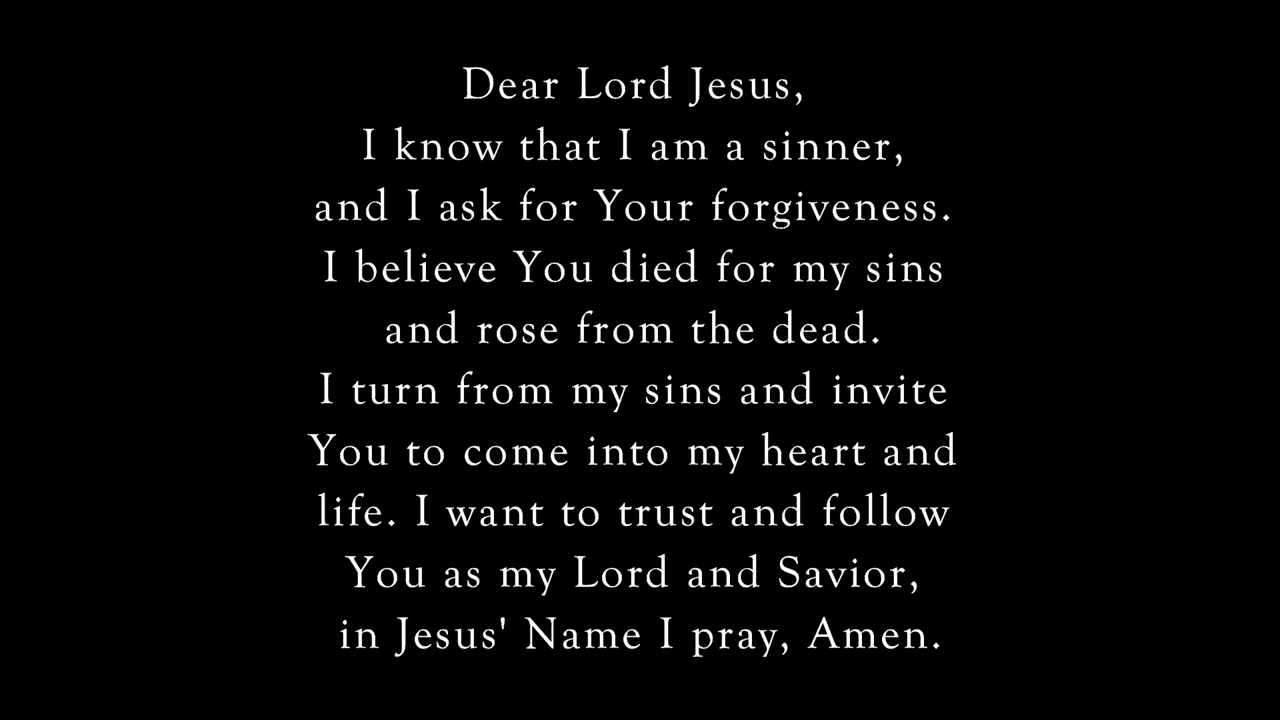 Dear Lord Jesus,
I know that I am a sinner,
and I ask for Your forgiveness.
I believe You died for my sins
and rose from the dead.
I turn from my sins and invite
You to come into my heart and
life. I want to trust and follow
You as my Lord and Savior,
in Jesus' Name I pray, Amen.